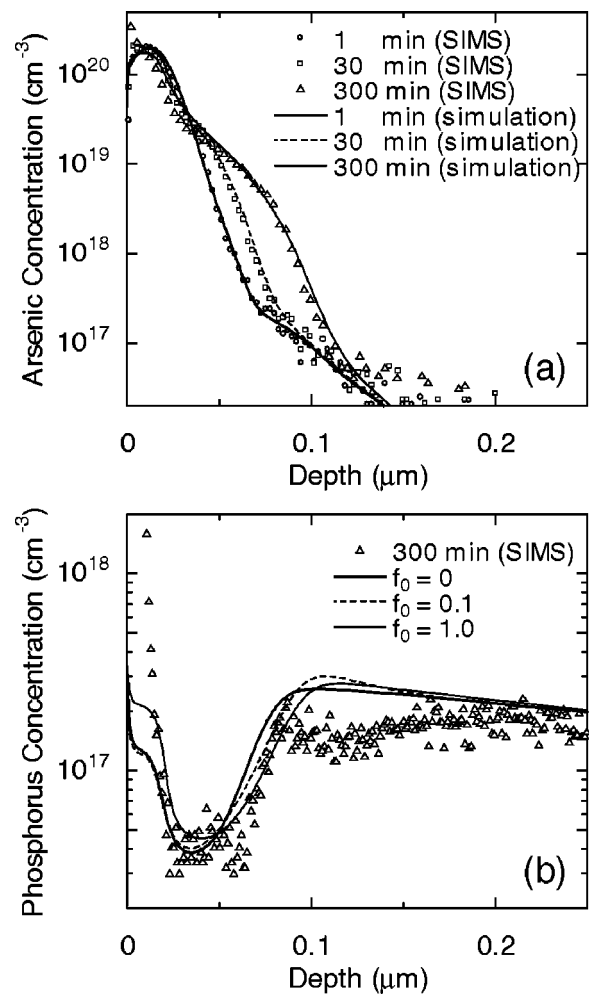 Arsenic Concentration (cm⁻³)
10²⁰
10¹⁹
10¹⁸
10¹⁷
1 min (SIMS)
30 min (SIMS)
300 min (SIMS)
1 min (simulation)
30 min (simulation)
300 min (simulation)
(a)
0 0.1 0.2
Depth (μm)
Phosphorus Concentration (cm⁻³)
10¹⁸
10¹⁷
300 min (SIMS)
f₀ = 0
f₀ = 0.1
f₀ = 1.0
(b)
0 0.1 0.2
Depth (μm)